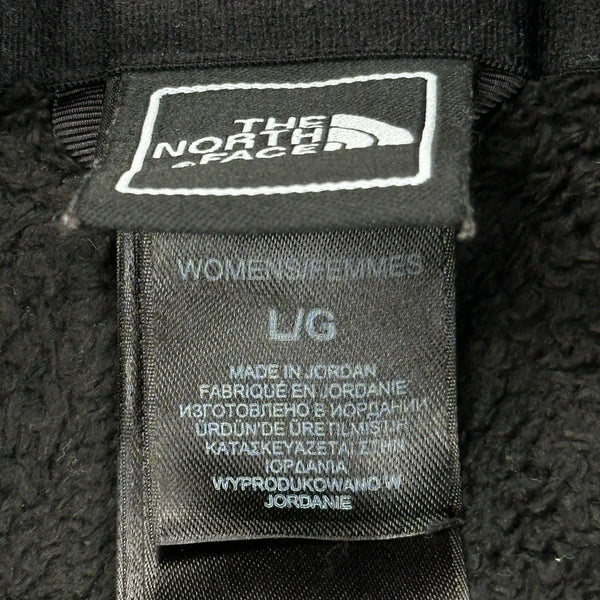 THE
NORTH
FACE
WOMENS/FEMMES
L/G
MADE IN JORDAN
FABRIQUÉ EN JORDANIE
ИЗГОТОВЛЕНО В ИОРДАНИИ
ÜRDÜN'DE ÜRETILMISTIR
ΚΑΤΑΣΚΕΥΑΖΕΤΑΙ ΣΤΗΝ
ΙΟΡΔΑΝΙΑ
WYPRODUKOWANO W
JORDANIE